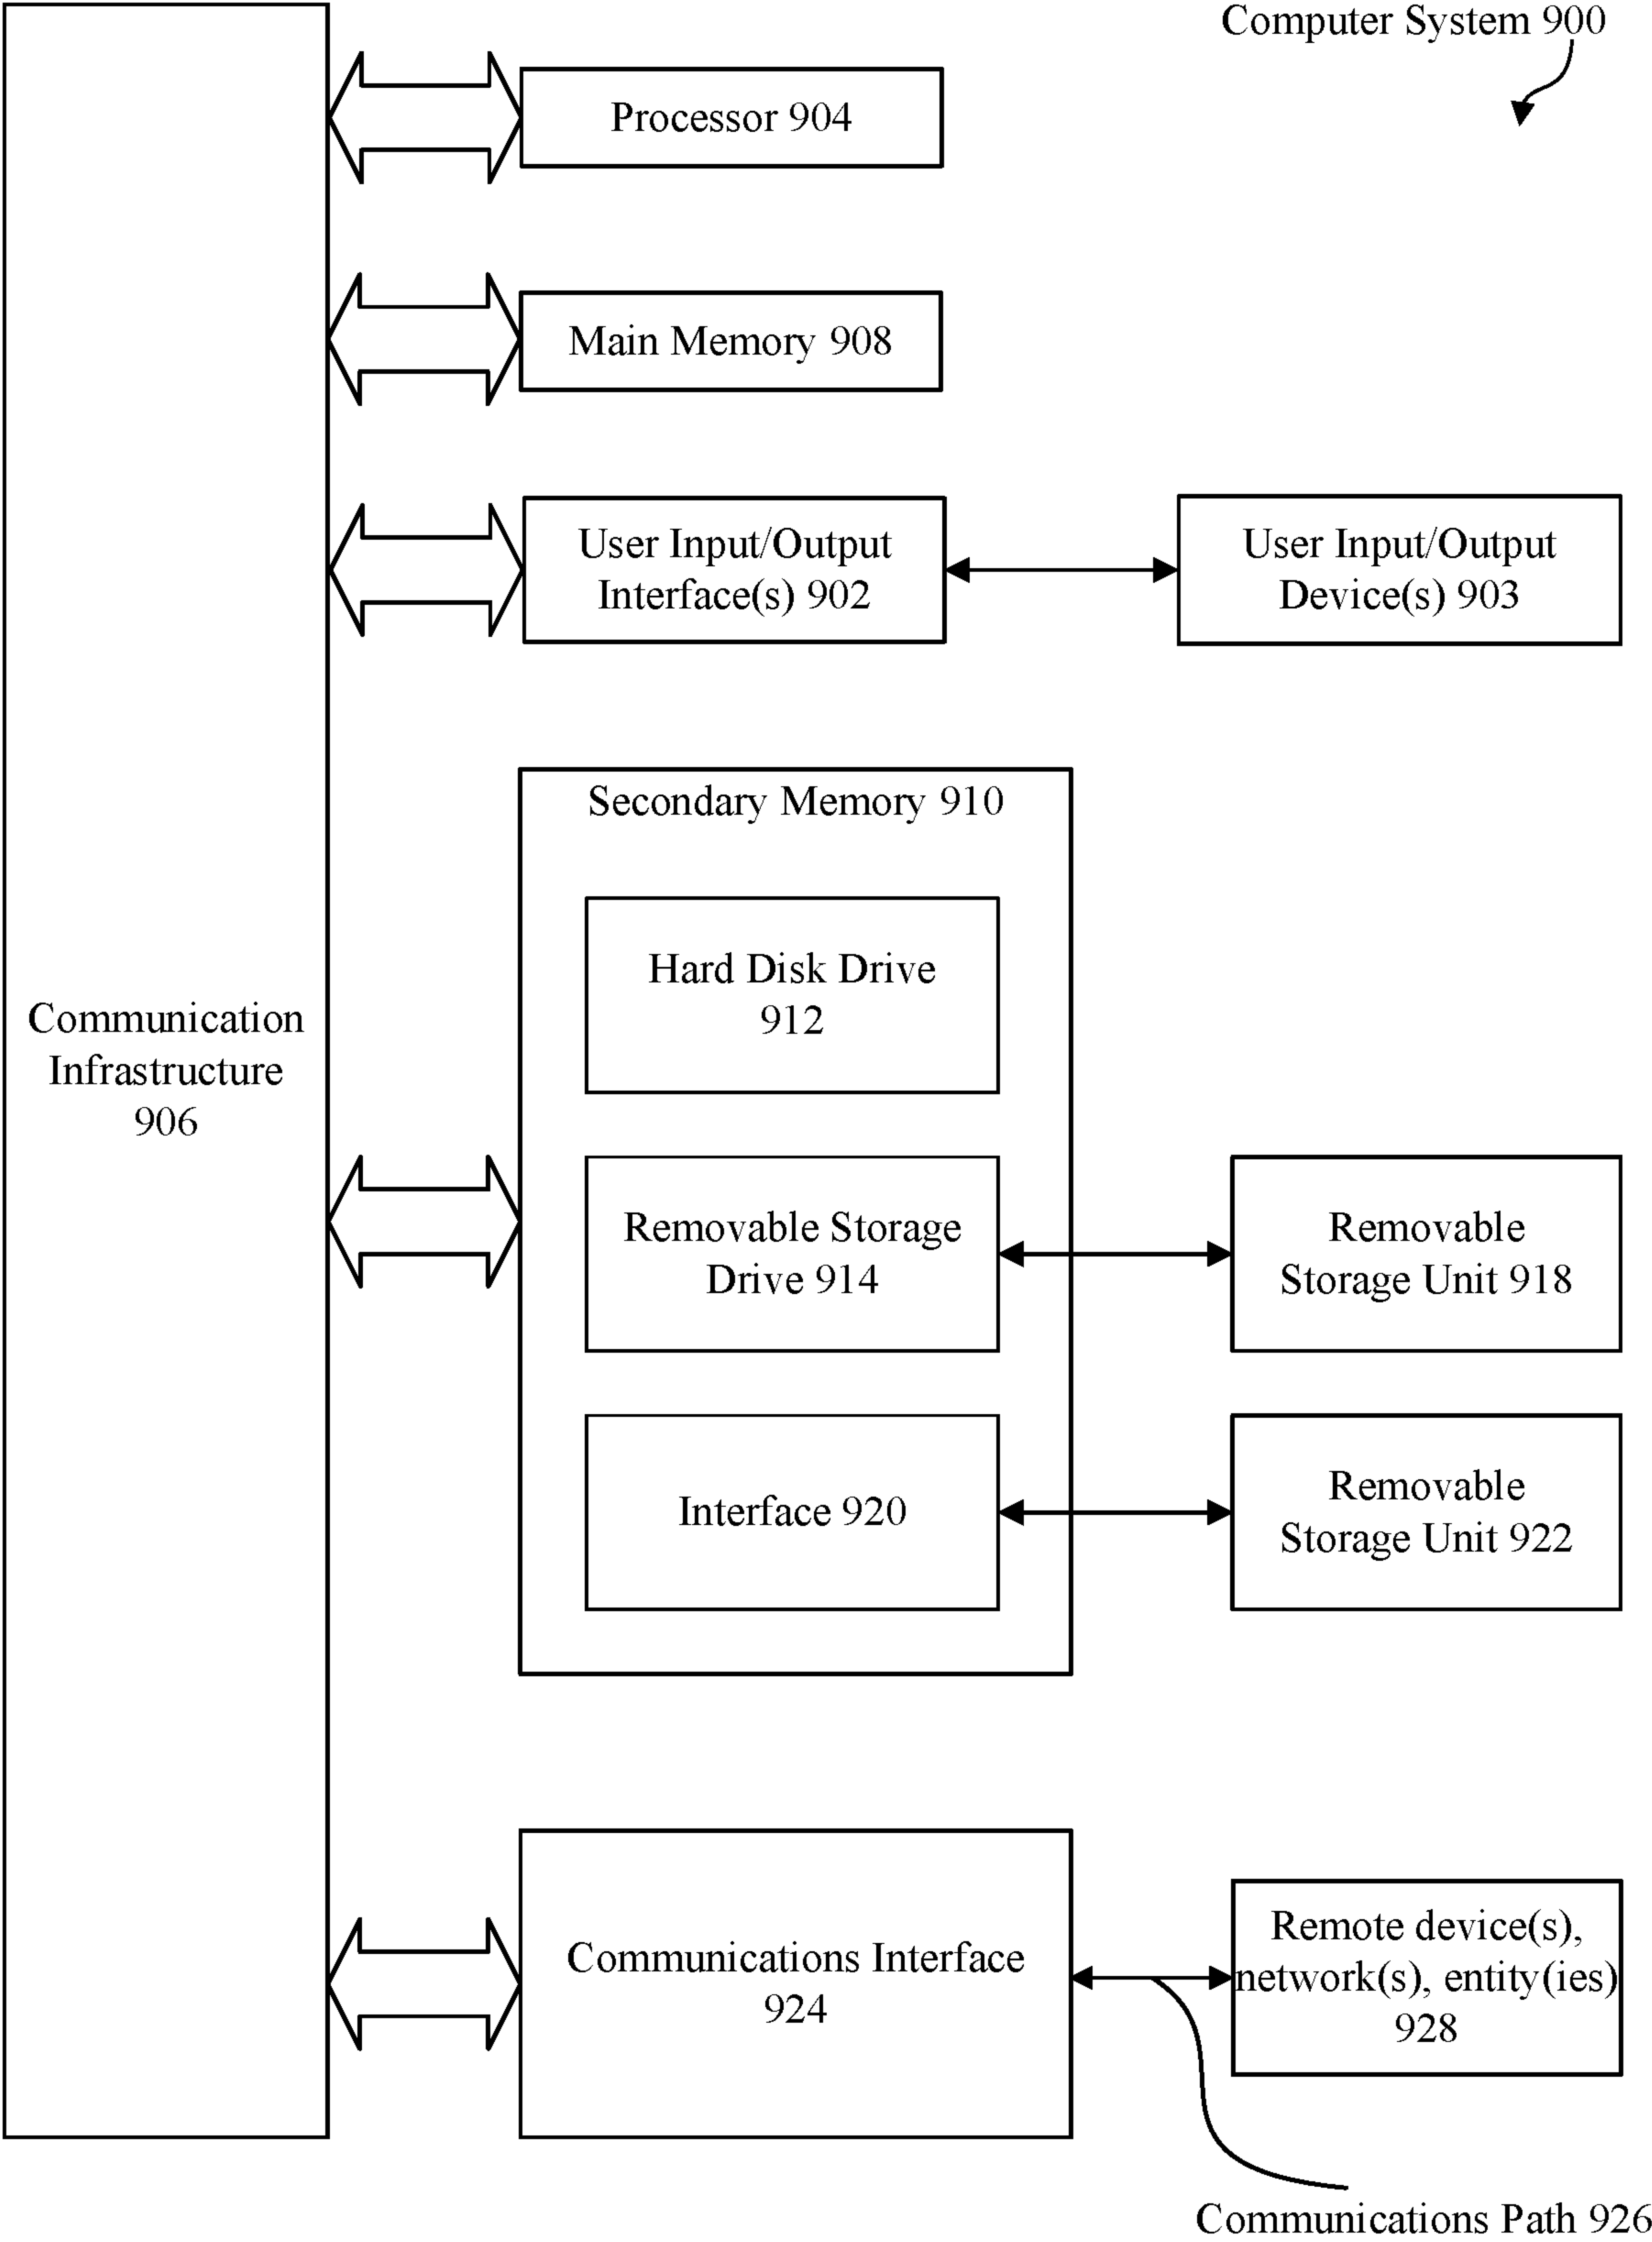 Computer System 900
Processor 904
Main Memory 908
User Input/Output
Interface(s) 902
User Input/Output
Device(s) 903
Secondary Memory 910
Hard Disk Drive
912
Communication
Infrastructure
906
Removable Storage
Drive 914
Removable
Storage Unit 918
Interface 920
Removable
Storage Unit 922
Communications Interface
924
Remote device(s),
network(s), entity(ies)
928
Communications Path 926